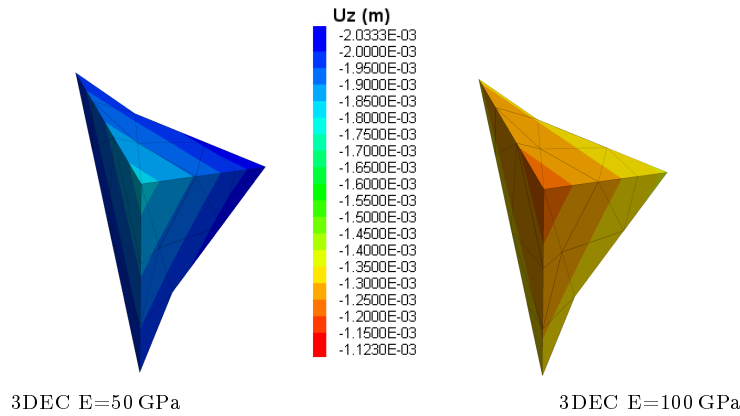 Uz (m)
-2.0333E-03
-2.0000E-03
-1.9500E-03
-1.9000E-03
-1.8500E-03
-1.8000E-03
-1.7500E-03
-1.7000E-03
-1.6500E-03
-1.6000E-03
-1.5500E-03
-1.5000E-03
-1.4500E-03
-1.4000E-03
-1.3500E-03
-1.3000E-03
-1.2500E-03
-1.2000E-03
-1.1500E-03
-1.1230E-03
3DEC E=50 GPa
3DEC E=100 GPa